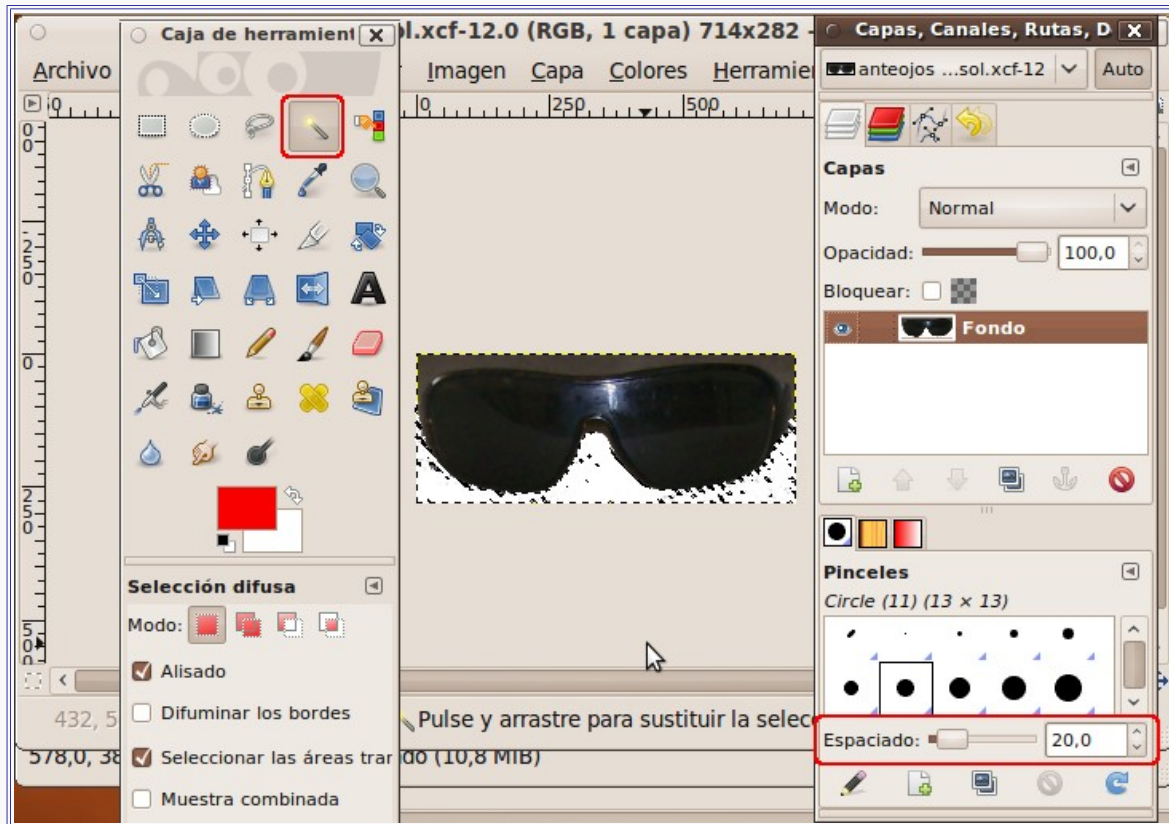 Caja de herramient
ol.xcf-12.0 (RGB, 1 capa) 714x282 -
Capas, Canales, Rutas, D
Archivo
Imagen Capa Colores Herramie
anteojos ...sol.xcf-12
Auto
0 250 500
Capas
Modo: Normal
Opacidad: 100,0
Bloquear:
Fondo
Pinceles
Circle (11) (13 × 13)
Selección difusa
Modo:
Alisado
Difuminar los bordes
Seleccionar las áreas tran
Muestra combinada
432, 5
Pulse y arrastre para sustituir la selec
578,0, 38
do (10,8 MIB)
Espaciado: 20,0